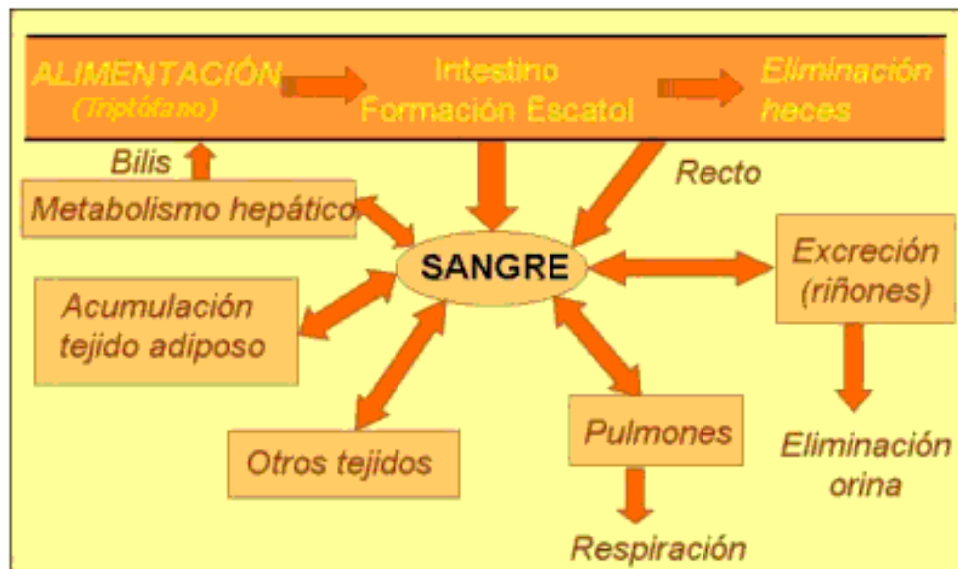 ALIMENTACIÓN
(Triptófano)
Intestino
Formación Escatol
Eliminación
heces
Bilis
Recto
Metabolismo hepático
SANGRE
Excreción
(riñones)
Acumulación
tejido adiposo
Otros tejidos
Pulmones
Eliminación
orina
Respiración